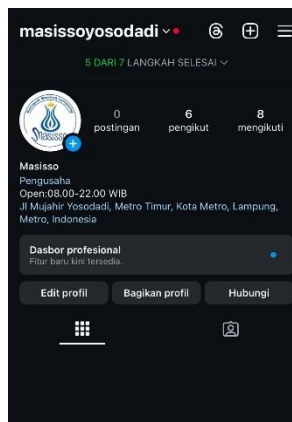 masissoyosodadi
5 DARI 7 LANGKAH SELESAI
0 6 8
postingan pengikut mengikuti
Masisso
Masisso
Pengusaha
Open:08.00-22.00 WIB
Jl Mujahir Yosodadi, Metro Timur, Kota Metro, Lampung,
Metro, Indonesia
Dasbor profesional
Fitur baru kini tersedia.
Edit profil Bagikan profil Hubungi